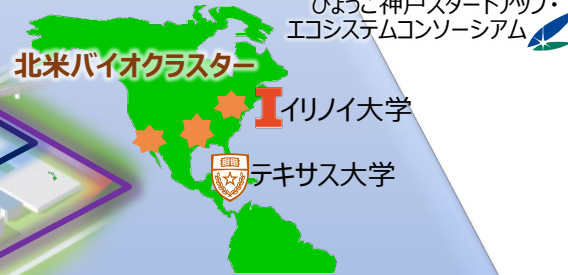 ひょうご神戸スタートアップ・
エコシステムコンソーシアム
北米バイオクラスター
イリノイ大学
テキサス大学